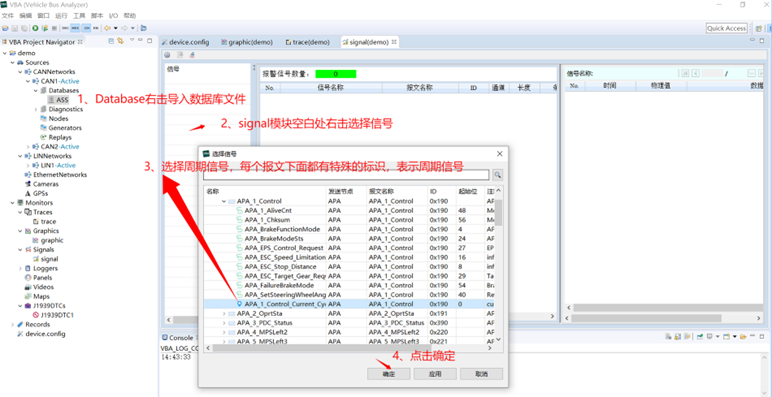 VBA (Vehicle Bus Analyzer)
文件 编辑 窗口 运行 工具 脚本 I/O 帮助
Quick Access
VBA Project Navigator
device.config
graphic(demo)
trace(demo)
signal(demo)
demo
Sources
CANNetworks
CAN1-Active
Databases
ASS
Diagnostics
Nodes
Generators
Replays
CAN2-Active
LINNetworks
LIN1-Active
EthernetNetworks
Cameras
GPSs
Monitors
Traces
trace
Graphics
graphic
Signals
signal
Loggers
Panels
Videos
Maps
J1939DTCs
J1939DTC1
Records
device.config
信号
报警信号数量: 0
No. 信号名称 报文名称 ID 通道 长度
信号名称:
/
No. 时间 物理值 数据
1、Database右击导入数据库文件
2、signal模块空白处右击选择信号
3、选择周期信号，每个报文下面都有特殊的标识，表示周期信号
选择信号
名称 发送节点 报文名称 ID 起始位 注
APA_1_Control APA APA_1_Control 0x190 AP
APA_1_AliveCnt APA APA_1_Control 0x190 48
APA_1_Chksum APA APA_1_Control 0x190 56
APA_BrakeFunctionMode APA APA_1_Control 0x190 4
APA_BrakeModeSts APA APA_1_Control 0x190 24 AP
APA_EPS_Control_Request APA APA_1_Control 0x190 27 EP
APA_ESC_Speed_Limitation APA APA_1_Control 0x190 16 inf
APA_ESC_Stop_Distance APA APA_1_Control 0x190 8 inf
APA_ESC_Target_Gear_Requ APA APA_1_Control 0x190 29 Ta
APA_FailureBrakeMode APA APA_1_Control 0x190 54 Bra
APA_SetSteeringWheelAng APA APA_1_Control 0x190 40 Re
APA_1_Control_Current_Cyc APA APA_1_Control 0x190 0 cu
APA_2_OprtSta APA APA_2_OprtSta 0x191
APA_3_PDC_Status APA APA_3_PDC_Status 0x390
APA_4_MPSLeft2 APA APA_4_MPSLeft2 0x220
APA_5_MPSLeft3 APA APA_5_MPSLeft3 0x221
4、点击确定
确定 应用 取消
Console
VBA_LOG_CO
14:43:33